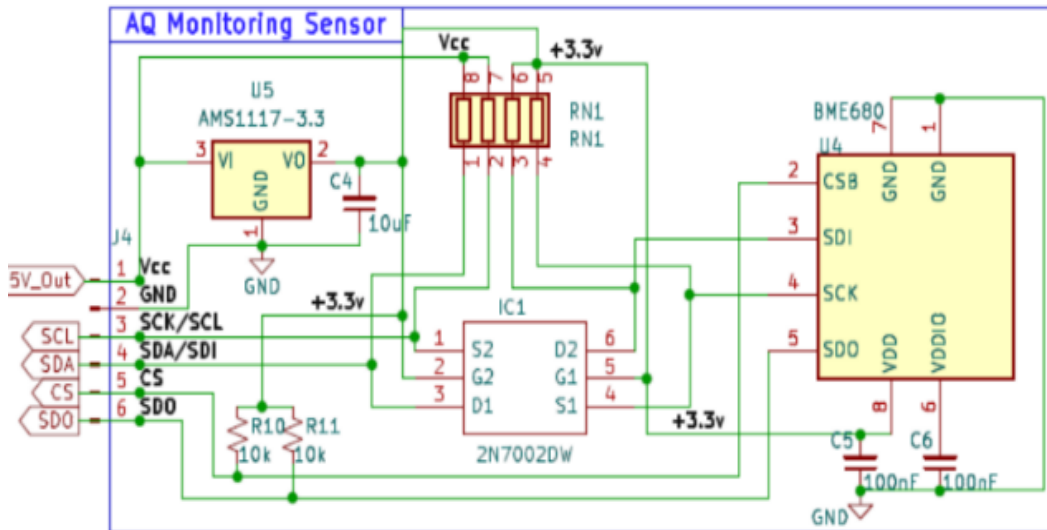 AQ Monitoring Sensor
Vcc
+3.3v
8 7 6 5
U5
AMS1117-3.3
RN1
RN1
BME680
U4
7 1
GND GND
3 VI VO 2
GND
1
C4
10uF
1 2 3 4
2 CSB
3 SDI
4 SCK
5 SDO
VDD VDDIO
8 6
J4
5V_Out 1 Vcc
2 GND
GND
SCL 3 SCK/SCL
SDA 4 SDA/SDI
CS 5 CS
SDO 6 SDO
+3.3v
IC1
1 S2 D2 6
2 G2 G1 5
3 D1 S1 4
2N7002DW
R10 R11
10k 10k
+3.3v
C5 C6
100nF 100nF
GND